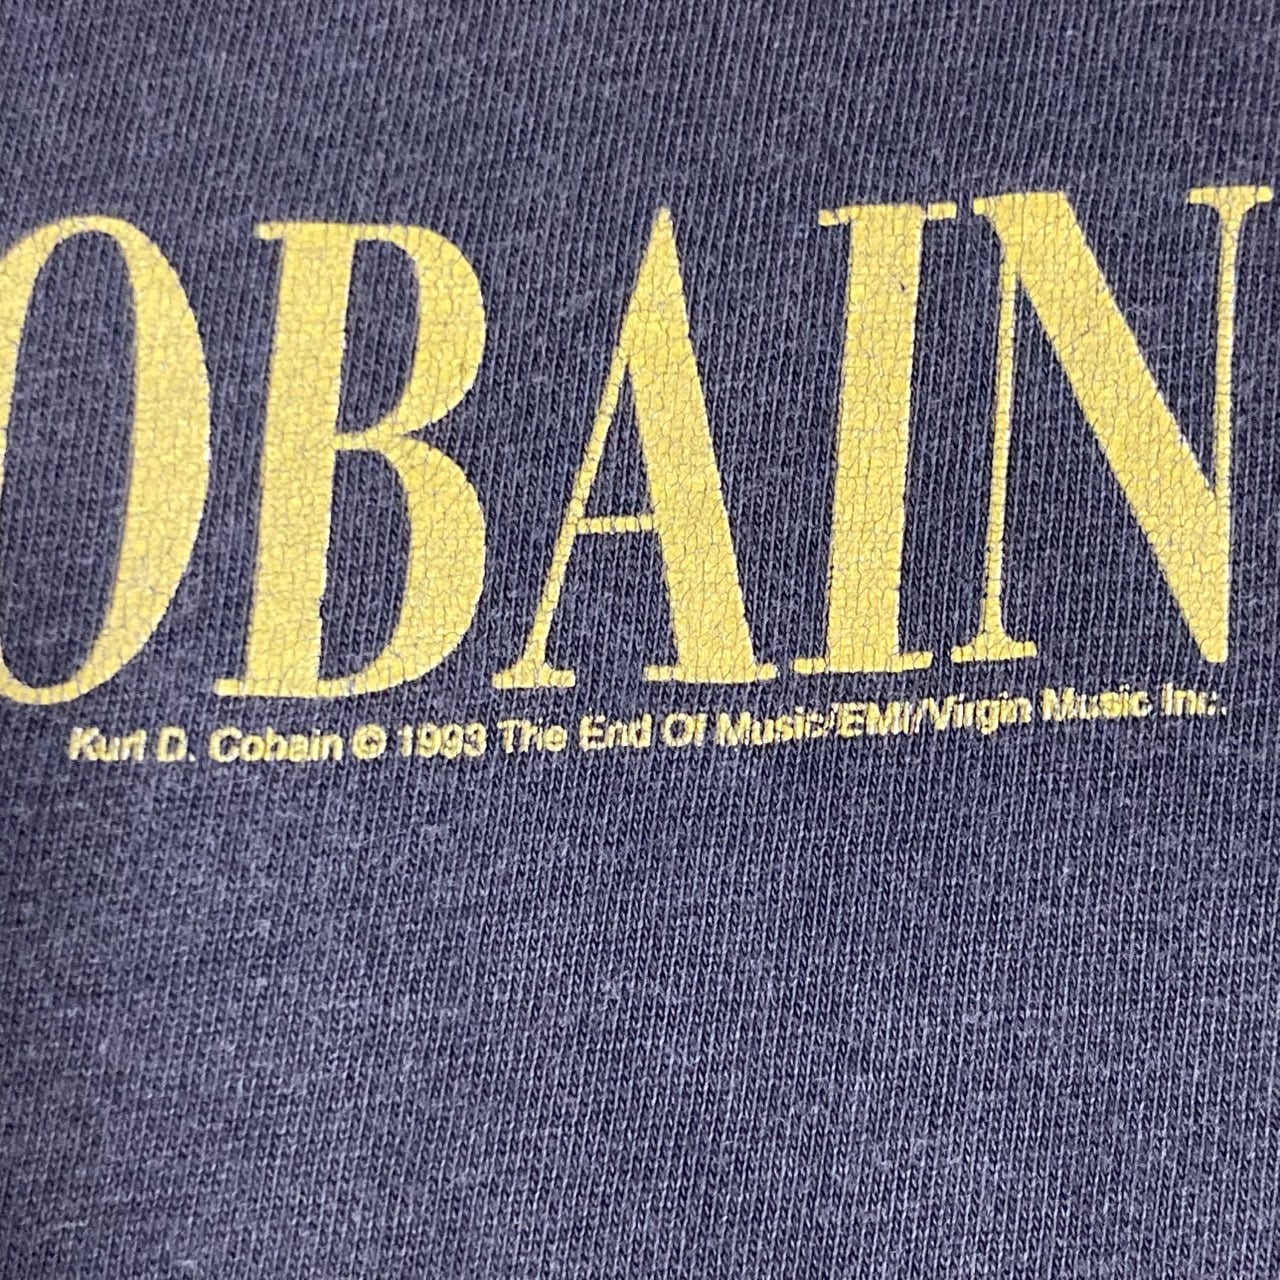 OBAIN
Kurt D. Cobain © 1993 The End Of Music/EMI/Virgin Music Inc.